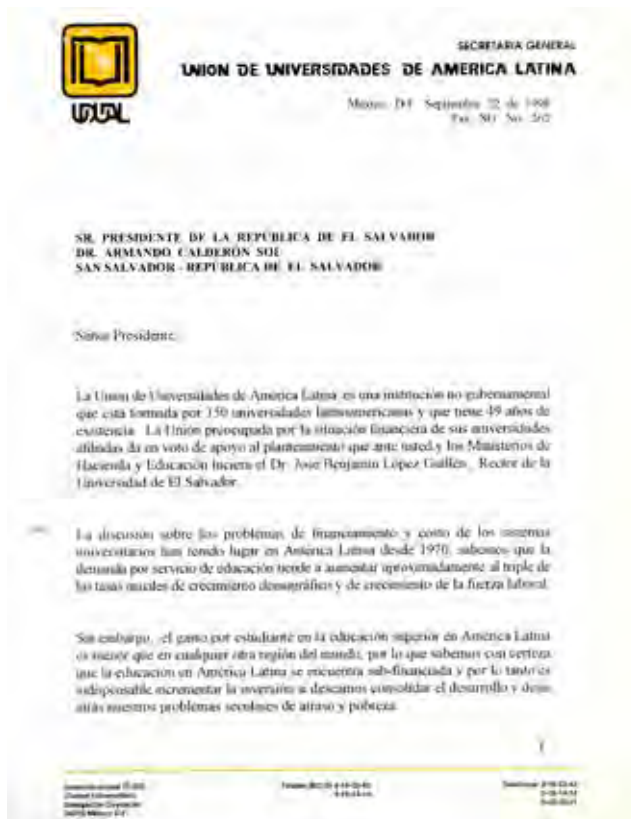 SECRETARIA GENERAL
UNION DE UNIVERSIDADES DE AMERICA LATINA
UDUAL
México, D.F. Septiembre 22 de 1998
Fax No.
SR. PRESIDENTE DE LA REPUBLICA DE EL SALVADOR
DR. ARMANDO CALDERON SOL
SAN SALVADOR - REPUBLICA DE EL SALVADOR
Señor Presidente:
La Unión de Universidades de América Latina, es una institución no gubernamental
que está formada por 150 universidades latinoamericanas y que tiene 49 años de
existencia. La Unión preocupada por la situación financiera de sus universidades
afiliadas da un voto de apoyo al planteamiento que ante usted y los Ministerios de
Hacienda y Educación hiciera el Dr. José Benjamín López Guillén, Rector de la
Universidad de El Salvador.
La discusión sobre los problemas de financiamiento y costo de los sistemas
universitarios han tenido lugar en América Latina desde 1970, sabemos que la
demanda por servicio de educación tiende a aumentar aproximadamente al triple de
las tasas anuales de crecimiento demográfico y de crecimiento de la fuerza laboral.
Sin embargo, el gasto por estudiante en la educación superior en América Latina
es menor que en cualquier otra región del mundo, por lo que sabemos con certeza
que la educación en América Latina se encuentra sub-financiada y por lo tanto es
indispensable incrementar la inversión si deseamos consolidar el desarrollo y dejar
atrás nuestros problemas seculares de atraso y pobreza.
1